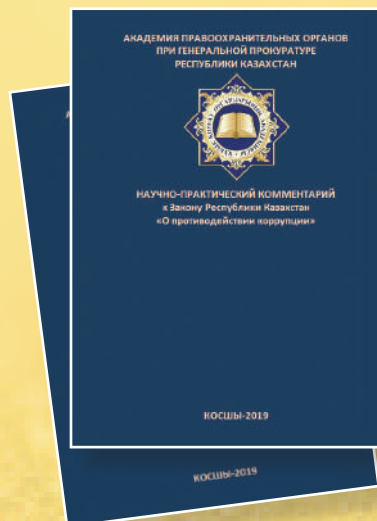 АКАДЕМИЯ ПРАВООХРАНИТЕЛЬНЫХ ОРГАНОВ
ПРИ ГЕНЕРАЛЬНОЙ ПРОКУРАТУРЕ
РЕСПУБЛИКИ КАЗАХСТАН
НАУЧНО-ПРАКТИЧЕСКИЙ КОММЕНТАРИЙ
к Закону Республики Казахстан
«О противодействии коррупции»
КОСШЫ-2019
КОСШЫ-2019